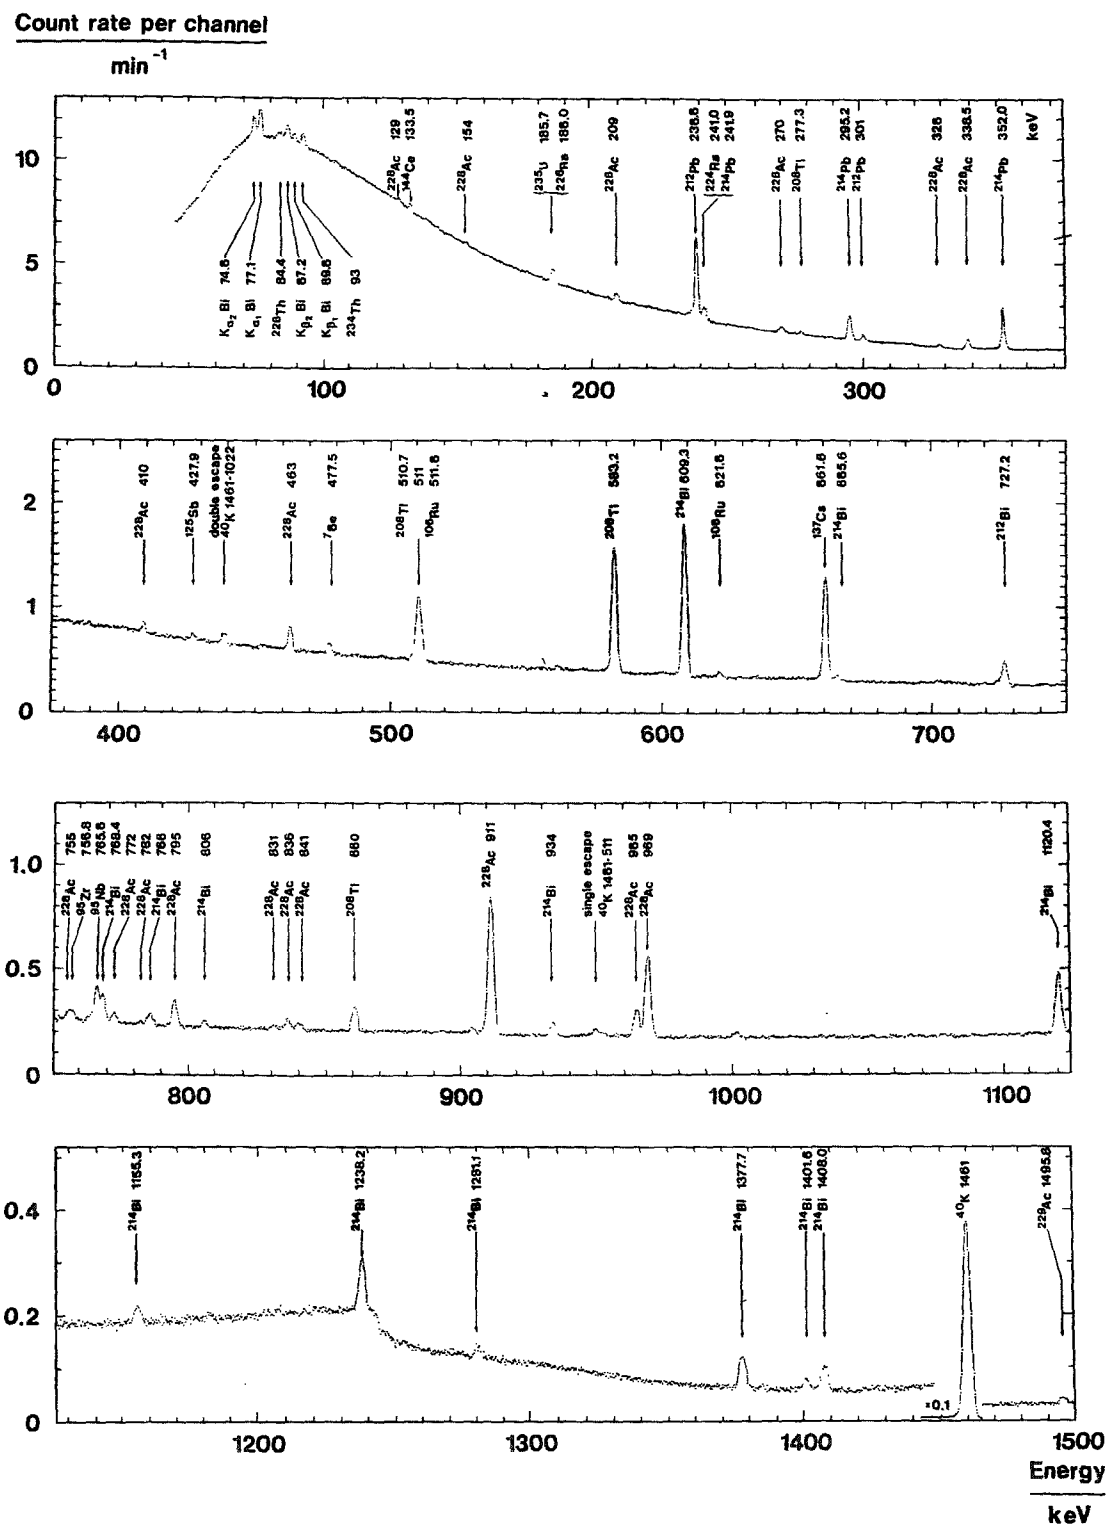 Count rate per channel
min⁻¹
²²⁸Ac 129
¹⁴⁴Ce 133.5
²²⁸Ac 154
(²³⁵U 185.7
(²²⁶Ra 186.0
²²⁸Ac 209
²¹²Pb 238.6
(²²⁴Ra 241.0
(²¹⁴Pb 241.9
²²⁸Ac 270
²⁰⁸Tl 277.3
²¹⁴Pb 295.2
²¹²Pb 301
²²⁸Ac 328
²²⁸Ac 338.5
²¹⁴Pb 352.0
keV
10
5
0
Kα₂ Bi 74.8
Kα₁ Bi 77.1
²²⁸Th 84.4
Kβ₂ Bi 87.2
Kβ₁ Bi 89.8
²³⁴Th 93
0 100 200 300
²²⁸Ac 410
¹²⁵Sb 427.9
double escape
⁴⁰K 1461-1022
²²⁸Ac 463
⁷Be 477.5
²⁰⁸Tl 510.7
511
¹⁰⁶Ru 511.8
²⁰⁸Tl 583.2
²¹⁴Bi 609.3
¹⁰⁶Ru 621.8
¹³⁷Cs 661.6
²¹⁴Bi 665.6
²¹²Bi 727.2
2
1
0
400 500 600 700
²²⁸Ac 755
⁹⁵Zr 756.8
⁹⁵Nb 765.8
²¹⁴Bi 768.4
²²⁸Ac 772
²²⁸Ac 782
²¹⁴Bi 786
²²⁸Ac 795
²¹⁴Bi 806
²²⁸Ac 831
²²⁸Ac 836
²²⁸Ac 841
²⁰⁸Tl 860
²²⁸Ac 911
²¹⁴Bi 934
single escape
⁴⁰K 1461-511
²²⁸Ac 965
²²⁸Ac 969
²¹⁴Bi 1120.4
1.0
0.5
0
800 900 1000 1100
²¹⁴Bi 1155.3
²¹⁴Bi 1238.2
²¹⁴Bi 1281.1
²¹⁴Bi 1377.7
²¹⁴Bi 1401.6
²¹⁴Bi 1408.0
⁴⁰K 1461
²²⁸Ac 1495.8
0.4
0.2
0
×0.1
1200 1300 1400 1500
Energy
keV